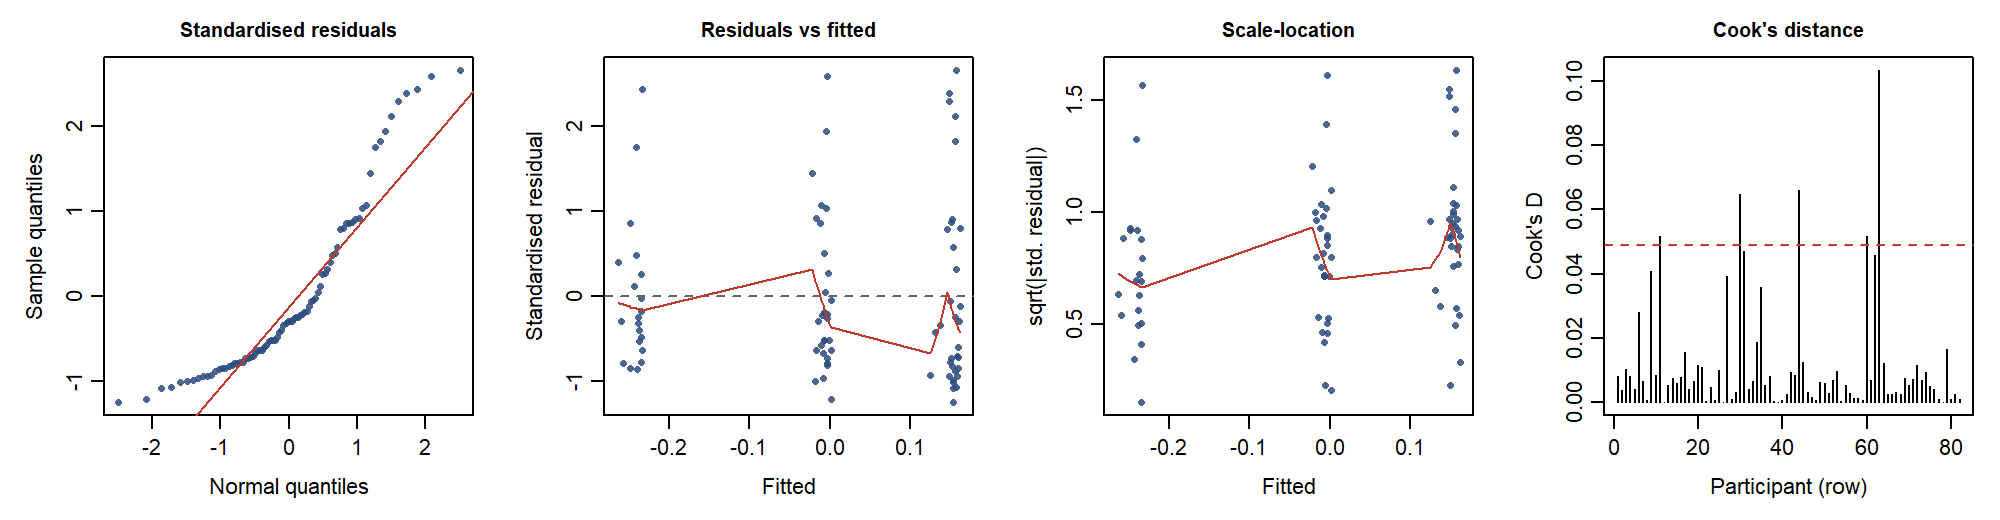 Standardised residuals
Sample quantiles
2
1
0
-1
-2 -1 0 1 2
Normal quantiles
Residuals vs fitted
Standardised residual
2
1
0
-1
-0.2 -0.1 0.0 0.1
Fitted
Scale-location
sqrt(|std. residual|)
1.5
1.0
0.5
-0.2 -0.1 0.0 0.1
Fitted
Cook's distance
Cook's D
0.10
0.08
0.06
0.04
0.02
0.00
0 20 40 60 80
Participant (row)